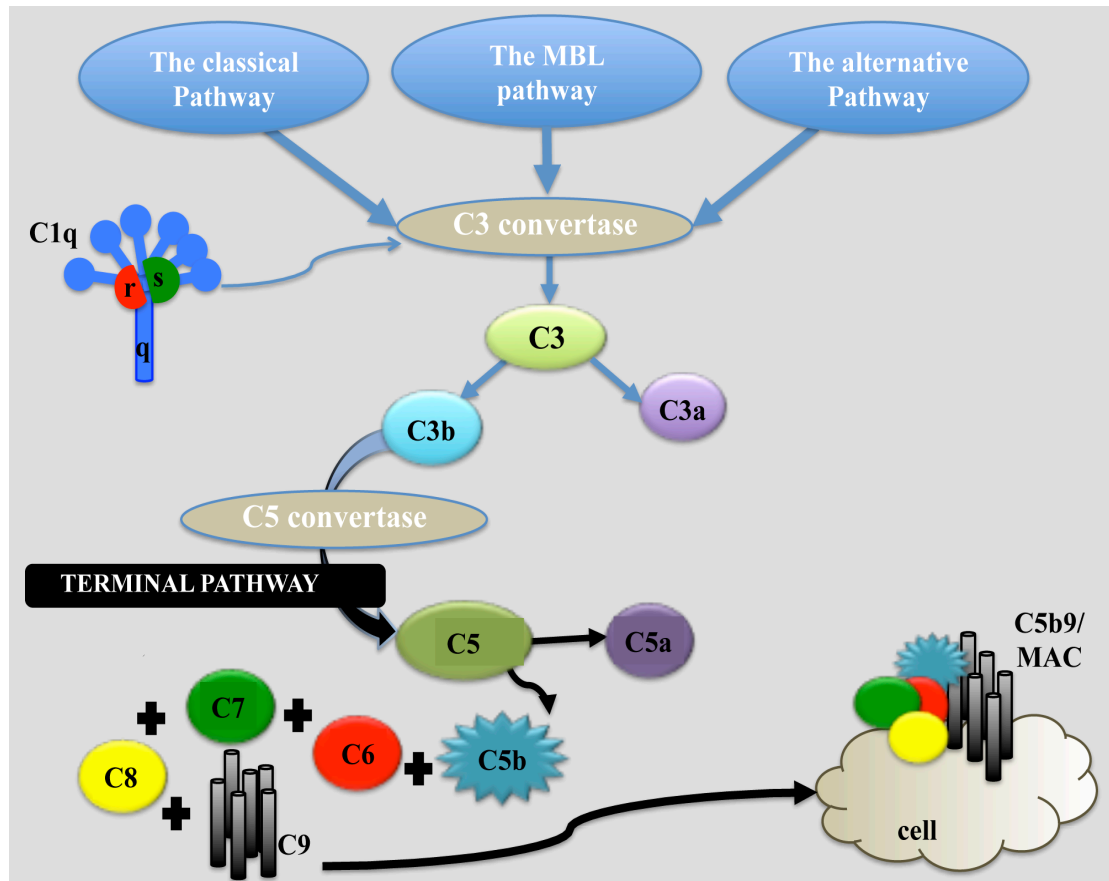 The classical
Pathway
The MBL
pathway
The alternative
Pathway
C3 convertase
C1q
r
s
q
C3
C3b
C3a
C5 convertase
TERMINAL PATHWAY
C5
C5a
C5b9/
MAC
C7
C6
C8
C5b
C9
cell